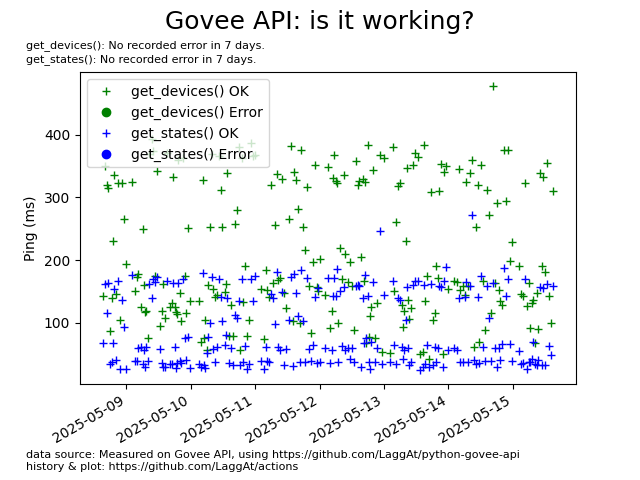 Govee API: is it working?
get_devices(): No recorded error in 7 days.
get_states(): No recorded error in 7 days.
get_devices() OK
get_devices() Error
get_states() OK
get_states() Error
400
300
200
100
Ping (ms)
2025-05-09
2025-05-10
2025-05-11
2025-05-12
2025-05-13
2025-05-14
2025-05-15
data source: Measured on Govee API, using https://github.com/LaggAt/python-govee-api
history & plot: https://github.com/LaggAt/actions